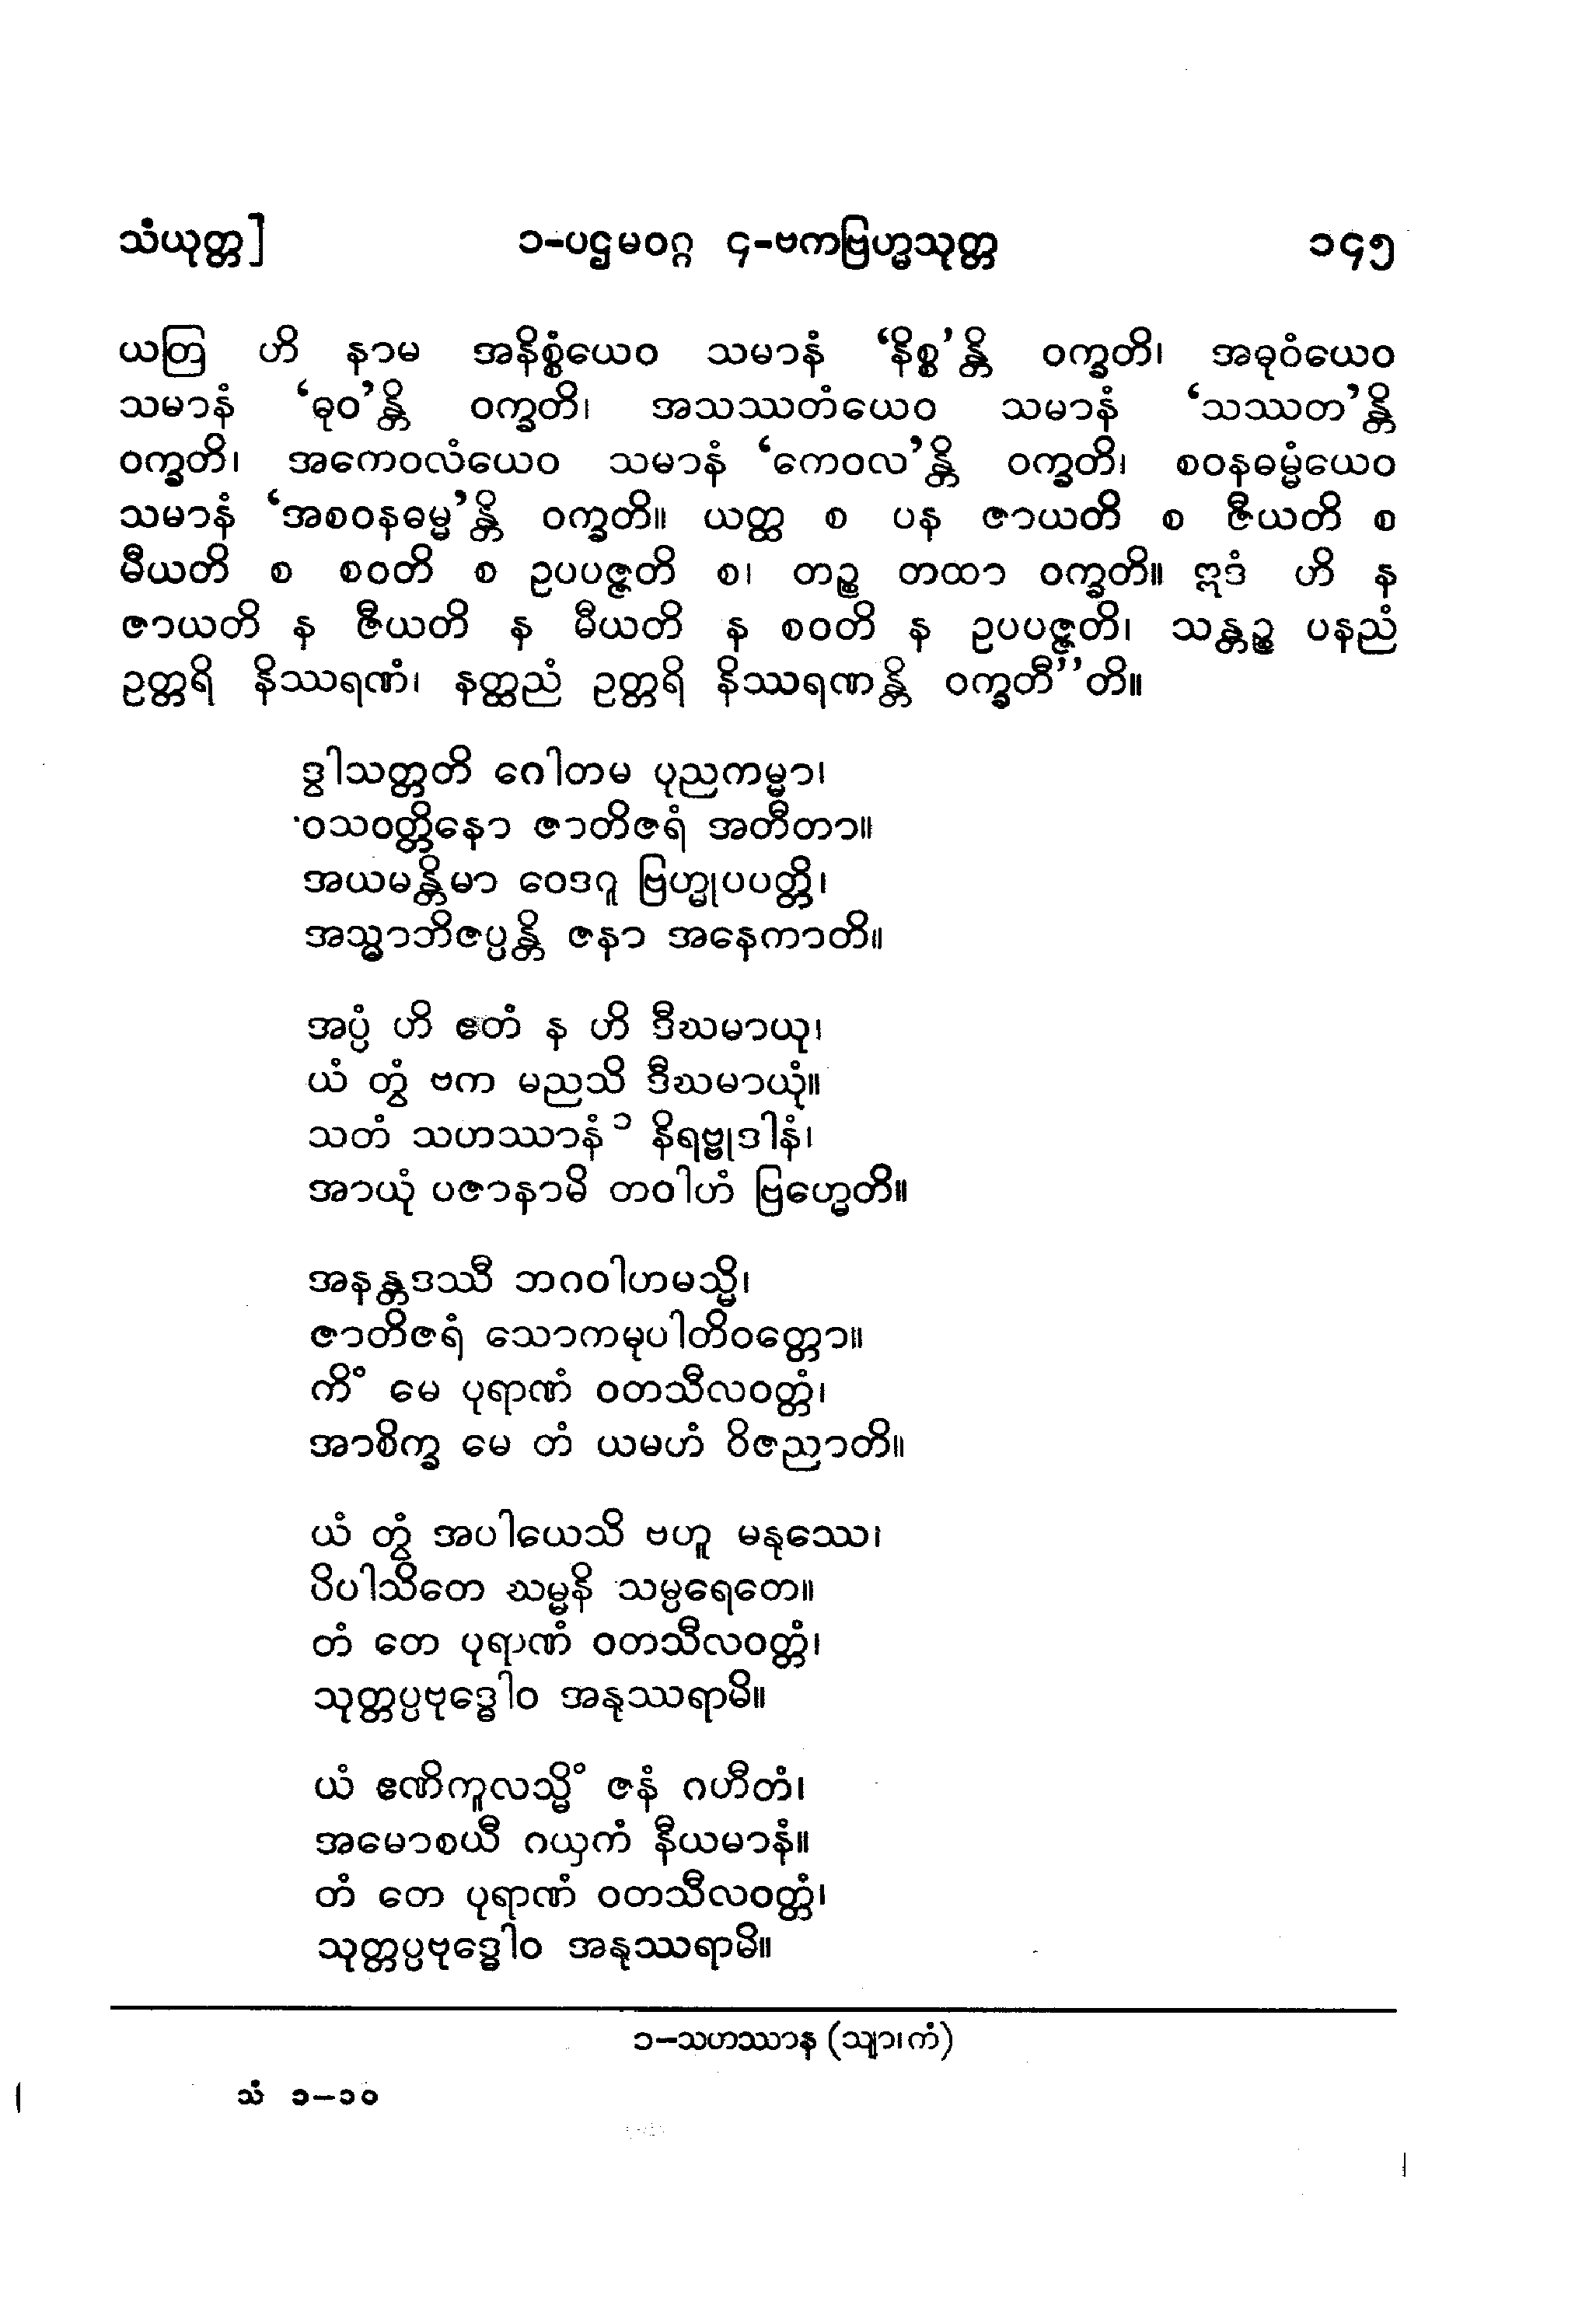 သံယုတ္တ] ၁-ပဌမဝဂ္ဂ ၄-ဗကဗြဟ္မသုတ္တ ၁၄၅
ယတြ ဟိ နာမ အနိစ္စံယေဝ သမာနံ ‘နိစ္စ’န္တိ ဝက္ခတိ၊ အဓုဝံယေဝ
သမာနံ ‘ဓုဝ’န္တိ ဝက္ခတိ၊ အသဿတံယေဝ သမာနံ ‘သဿတ’န္တိ
ဝက္ခတိ၊ အကေဝလံယေဝ သမာနံ ‘ကေဝလ’န္တိ ဝက္ခတိ၊ စဝနဓမ္မံယေဝ
သမာနံ ‘အစဝနဓမ္မ’န္တိ ဝက္ခတိ။ ယတ္ထ စ ပန ဇာယတိ စ ဇီယတိ စ
မီယတိ စ စဝတိ စ ဥပပဇ္ဇတိ စ၊ တဉ္စ တထာ ဝက္ခတိ။ ဣဒံ ဟိ န
ဇာယတိ န ဇီယတိ န မီယတိ န စဝတိ န ဥပပဇ္ဇတိ၊ သန္တဉ္စ ပနညံ
ဥတ္တရိ နိဿရဏံ၊ နတ္ထညံ ဥတ္တရိ နိဿရဏန္တိ ဝက္ခတီ’’တိ။
ဒွါသတ္တတိ ဂေါတမ ပုညကမ္မာ၊
ဝသဝတ္တိနော ဇာတိဇရံ အတီတာ။
အယမန္တိမာ ဝေဒဂူ ဗြဟ္မုပပတ္တိ၊
အသ္မာဘိဇပ္ပန္တိ ဇနာ အနေကာတိ။
အပ္ပံ ဟိ ဧတံ န ဟိ ဒီဃမာယု၊
ယံ တွံ ဗက မညသိ ဒီဃမာယုံ။
သတံ သဟဿာနံ ၁ နိရဗ္ဗုဒါနံ၊
အာယုံ ပဇာနာမိ တဝါဟံ ဗြဟ္မေတိ။
အနန္တဒဿီ ဘဂဝါဟမသ္မိ၊
ဇာတိဇရံ သောကမုပါတိဝတ္တော။
ကိံ မေ ပုရာဏံ ဝတသီလဝတ္တံ၊
အာစိက္ခ မေ တံ ယမဟံ ဝိဇညာတိ။
ယံ တွံ အပါယေသိ ဗဟူ မနုဿေ၊
ပိပါသိတေ ဃမ္မနိ သမ္ပရေတေ။
တံ တေ ပုရာဏံ ဝတသီလဝတ္တံ၊
သုတ္တပ္ပဗုဒ္ဓေါဝ အနုဿရာမိ။
ယံ ဧဏိကူလသ္မိံ ဇနံ ဂဟီတံ၊
အမောစယီ ဂယှကံ နီယမာနံ။
တံ တေ ပုရာဏံ ဝတသီလဝတ္တံ၊
သုတ္တပ္ပဗုဒ္ဓေါဝ အနုဿရာမိ။
၁-သဟဿာန (သျာ၊ကံ)
သံ ၁-၁၀